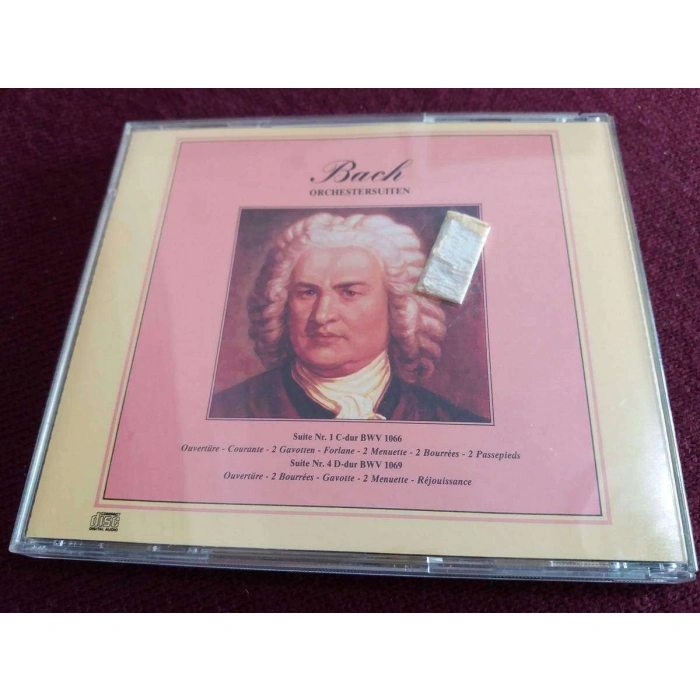 Bach
ORCHESTERSUITEN
Suite Nr. 1 C-dur BWV 1066
Ouvertüre - Courante - 2 Gavotten - Forlane - 2 Menuette - 2 Bourrées - 2 Passepieds
Suite Nr. 4 D-dur BWV 1069
Ouvertüre - 2 Bourrées - Gavotte - 2 Menuette - Réjouissance
disc
DIGITAL AUDIO